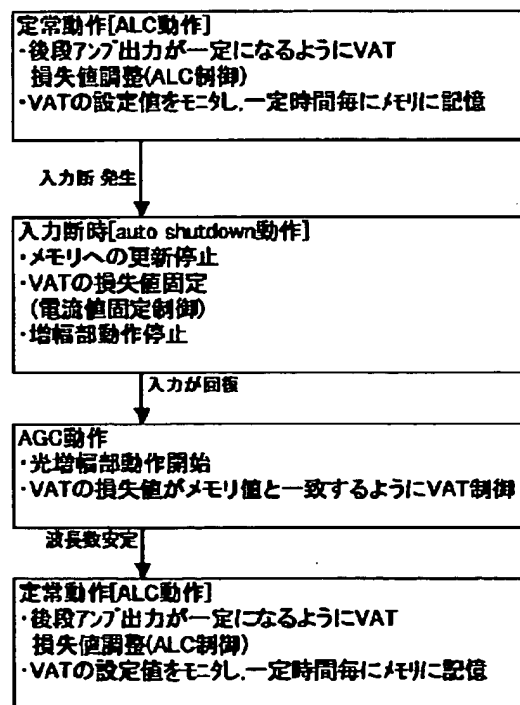 定常動作[ALC動作]
・後段アンプ出力が一定になるようにVAT
損失値調整(ALC制御)
・VATの設定値をモニタし,一定時間毎にメモリに記憶
入力断 発生
入力断時[auto shutdown動作]
・メモリへの更新停止
・VATの損失値固定
(電流値固定制御)
・増幅部動作停止
入力が回復
AGC動作
・光増幅部動作開始
・VATの損失値がメモリ値と一致するようにVAT制御
波長数安定
定常動作[ALC動作]
・後段アンプ出力が一定になるようにVAT
損失値調整(ALC制御)
・VATの設定値をモニタし,一定時間毎にメモリに記憶